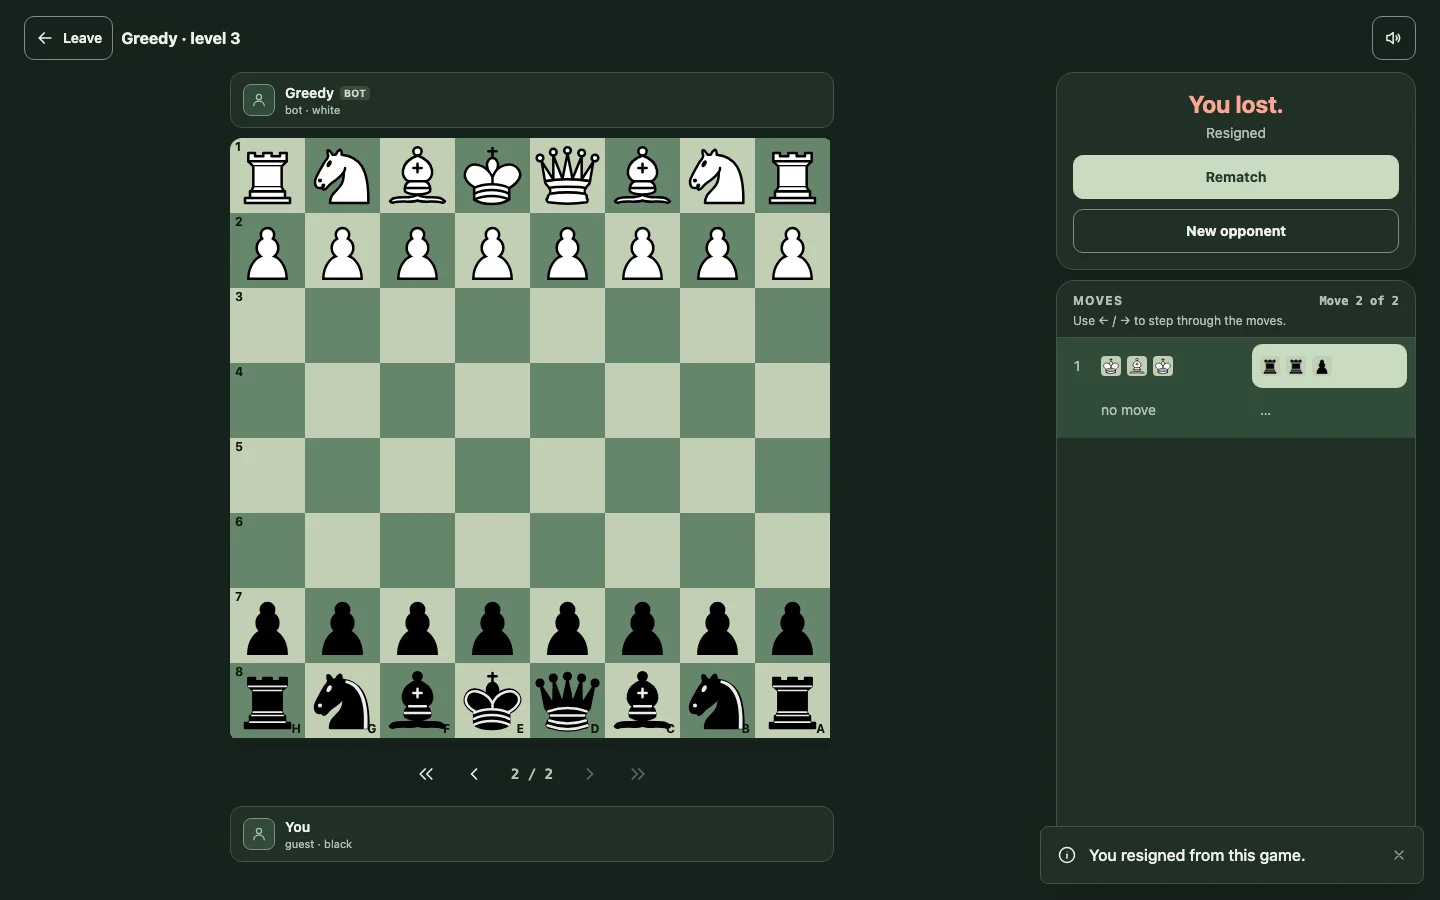 Leave
Greedy · level 3
Greedy BOT
bot · white
1
2
3
4
5
6
7
8
H G F E D C B A
2 / 2
You
guest · black
You lost.
Resigned
Rematch
New opponent
MOVES Move 2 of 2
Use ← / → to step through the moves.
1
no move ...
You resigned from this game.